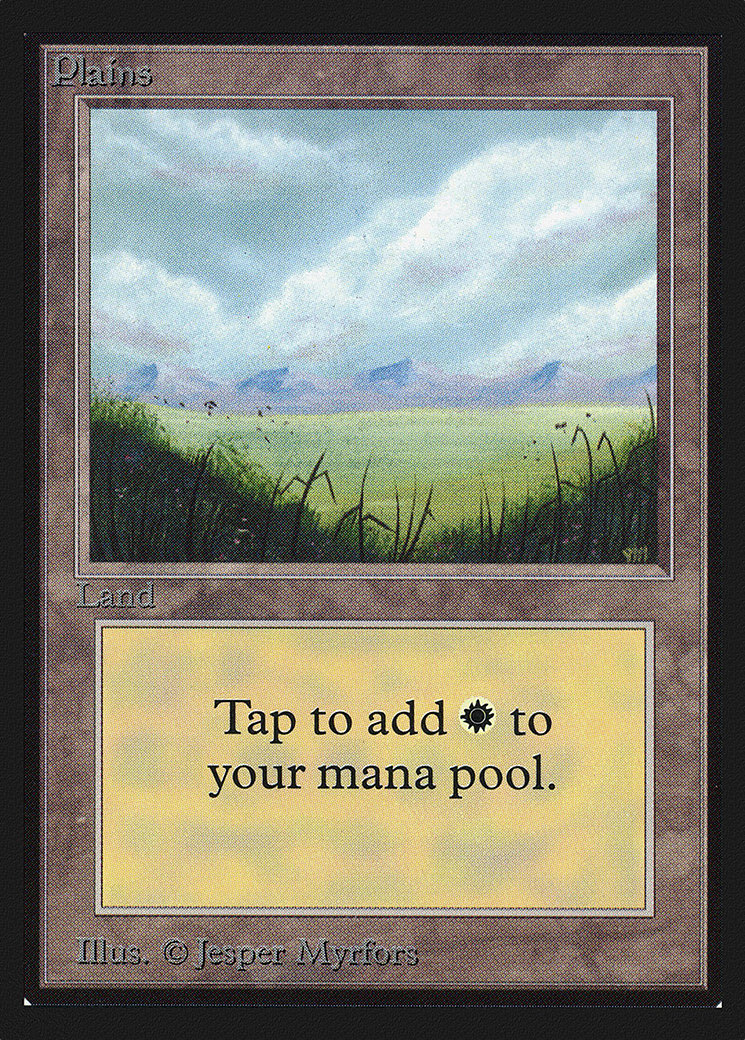 Plains
Land
Tap to add to
your mana pool.
Illus. © Jesper Myrfors